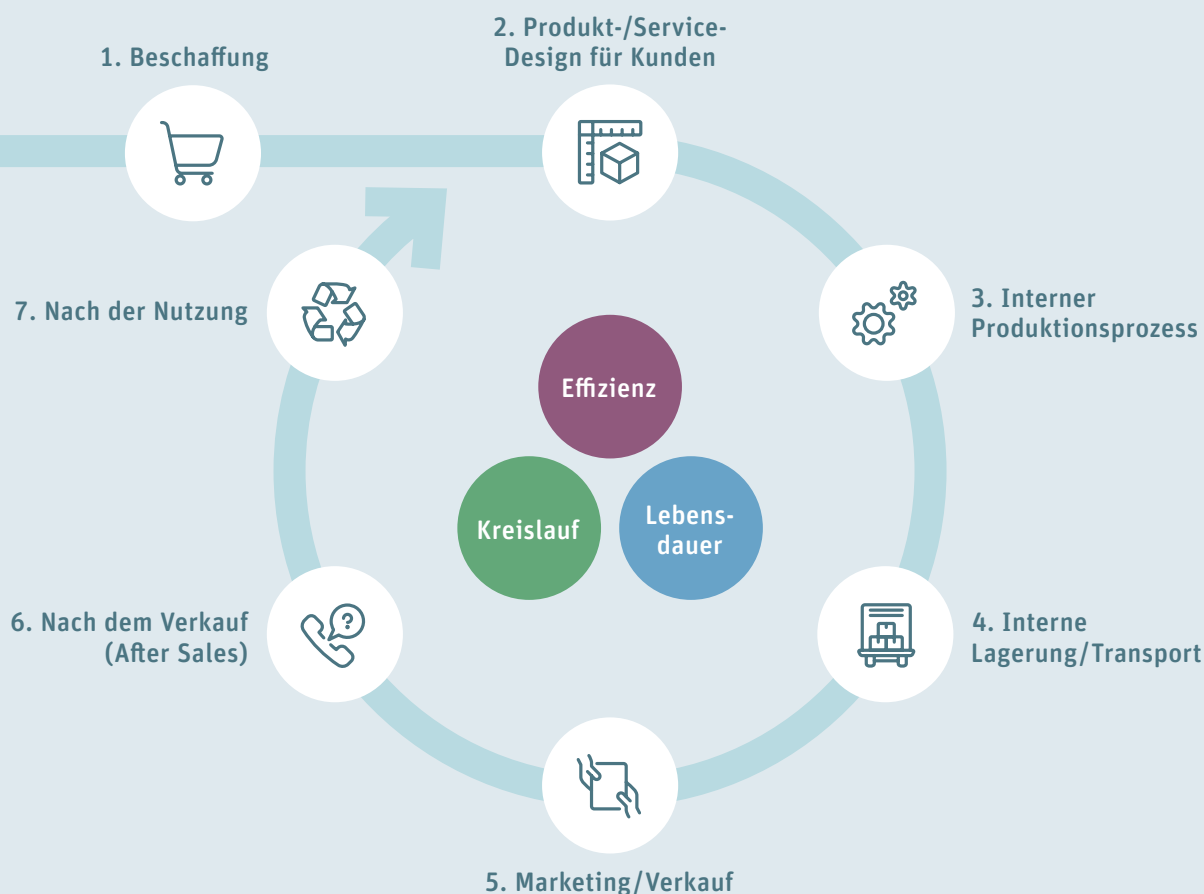 1. Beschaffung
2. Produkt-/Service-
Design für Kunden
3. Interner
Produktionsprozess
4. Interne
Lagerung/Transport
5. Marketing/Verkauf
6. Nach dem Verkauf
(After Sales)
7. Nach der Nutzung
Effizienz
Kreislauf
Lebens-
dauer
?